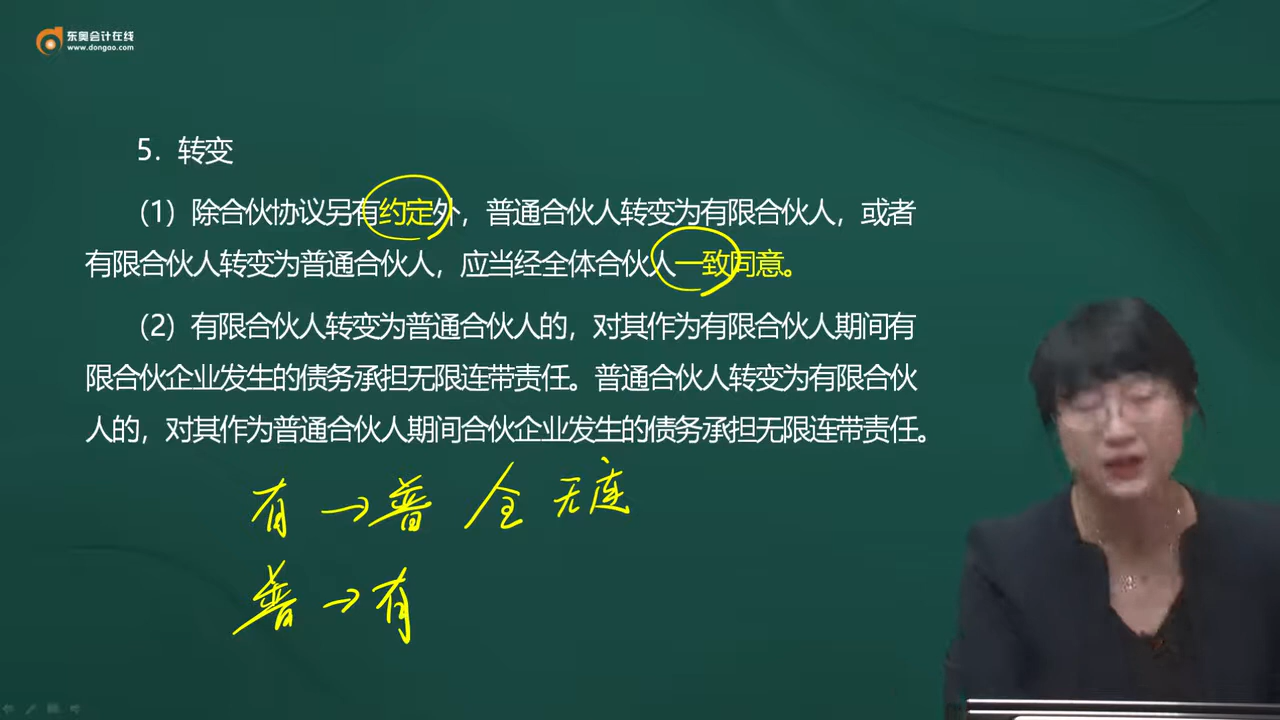 东奥会计在线
www.dongao.com
5. 转变
（1）除合伙协议另有约定外，普通合伙人转变为有限合伙人，或者
有限合伙人转变为普通合伙人，应当经全体合伙人一致同意。
（2）有限合伙人转变为普通合伙人的，对其作为有限合伙人期间有
限合伙企业发生的债务承担无限连带责任。普通合伙人转变为有限合伙
人的，对其作为普通合伙人期间合伙企业发生的债务承担无限连带责任。
有→普 全 无连
普→有